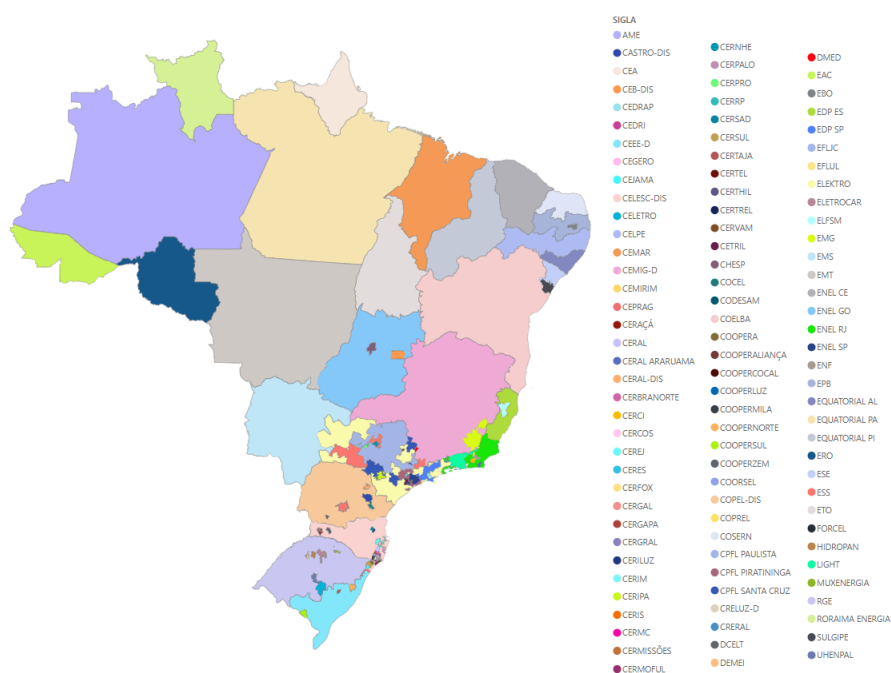 SIGLA
AME
CASTRO-DIS
CEA
CEB-DIS
CEDRAP
CEDRI
CEEE-D
CEGERO
CEJAMA
CELESC-DIS
CELETRO
CELPE
CEMAR
CEMIG-D
CEMIRIM
CEPRAG
CERAÇÁ
CERAL
CERAL ARARUAMA
CERAL-DIS
CERBRANORTE
CERCI
CERCOS
CEREJ
CERES
CERFOX
CERGAL
CERGAPA
CERGRAL
CERILUZ
CERIM
CERIPA
CERIS
CERMC
CERMISSÕES
CERMOFUL
CERNHE
CERPALO
CERPRO
CERRP
CERSAD
CERSUL
CERTAJA
CERTEL
CERTHIL
CERTREL
CERVAM
CETRIL
CHESP
COCEL
CODESAM
COOPERA
COOPERALIANÇA
COOPERCOCAL
COOPERLUZ
COOPERMILA
COOPERNORTE
COOPERSUL
COOPERZEM
COORSEL
COPEL-DIS
COPREL
COSERN
CPFL PAULISTA
CPFL PIRATININGA
CPFL SANTA CRUZ
CRELUZ-D
CRERAL
DCELT
DEMEI
DMED
EAC
EBO
EDP ES
EDP SP
EFLJC
EFLUL
ELEKTRO
ELETROCAR
ELFSM
EMG
EMS
EMT
ENEL CE
ENEL GO
ENEL RJ
ENEL SP
ENF
EPB
EQUATORIAL AL
EQUATORIAL PA
EQUATORIAL PI
ERO
ESE
ESS
ETO
FORCEL
HIDROPAN
LIGHT
MUXENERGIA
RGE
RORAIMA ENERGIA
SULGIPE
UHENPAL